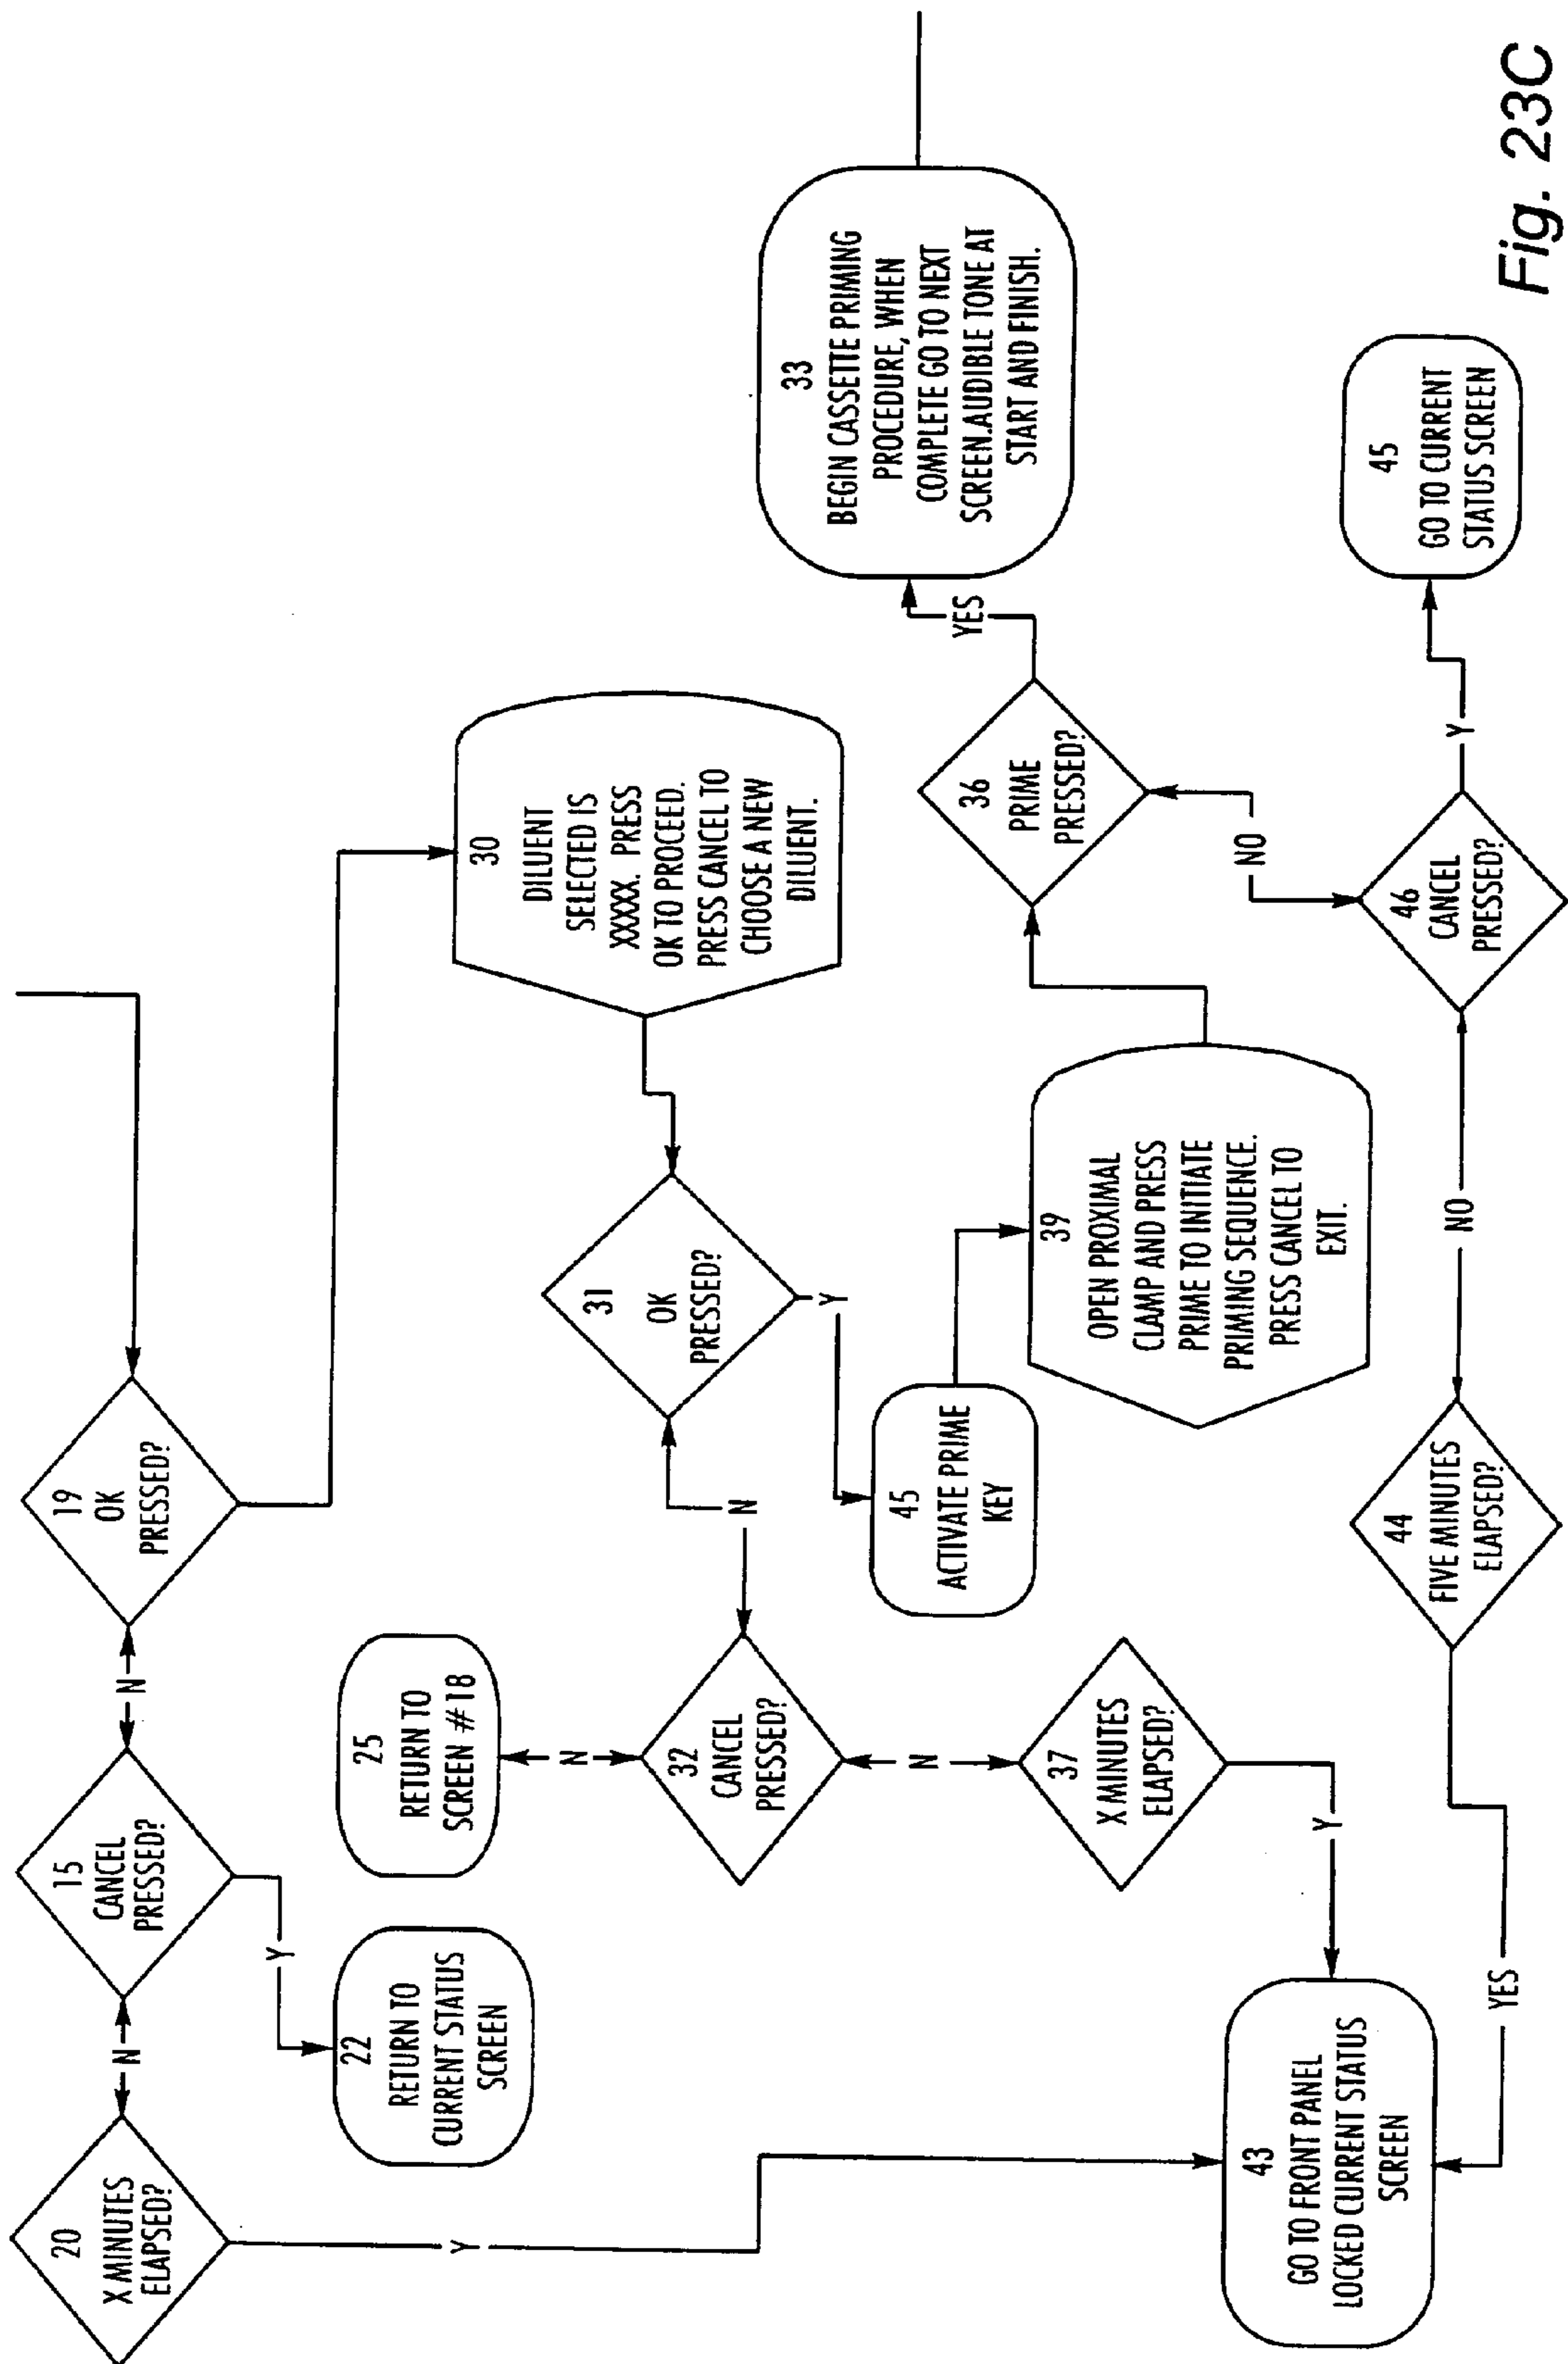 20
X MINUTES
ELAPSED?
N
15
CANCEL
PRESSED?
N
19
OK
PRESSED?
Y
22
RETURN TO
CURRENT STATUS
SCREEN
Y
25
RETURN TO
SCREEN #18
N
32
CANCEL
PRESSED?
N
31
OK
PRESSED?
30
DILUENT
SELECTED IS
XXXX. PRESS
OK TO PROCEED.
PRESS CANCEL TO
CHOOSE A NEW
DILUENT.
N
37
X MINUTES
ELAPSED?
Y
Y
45
ACTIVATE PRIME
KEY
39
OPEN PROXIMAL
CLAMP AND PRESS
PRIME TO INITIATE
PRIMING SEQUENCE.
PRESS CANCEL TO
EXIT.
36
PRIME
PRESSED?
YES
33
BEGIN CASSETTE PRIMING
PROCEDURE, WHEN
COMPLETE GO TO NEXT
SCREEN.AUDIBLE TONE AT
START AND FINISH.
NO
43
GO TO FRONT PANEL
LOCKED CURRENT STATUS
SCREEN
YES
44
FIVE MINUTES
ELAPSED?
NO
46
CANCEL
PRESSED?
Y
45
GO TO CURRENT
STATUS SCREEN
Fig. 23C